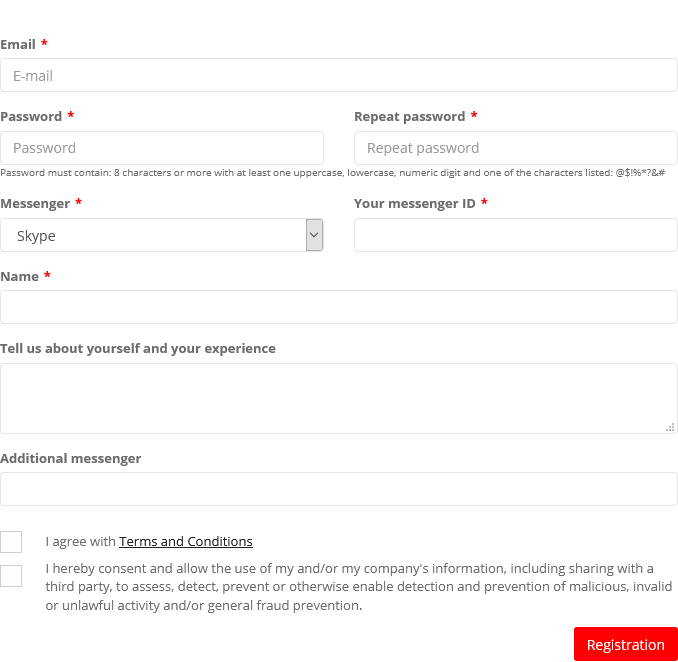 Email *
E-mail
Password * Repeat password *
Password Repeat password
Password must contain: 8 characters or more with at least one uppercase, lowercase, numeric digit and one of the characters listed: @$!%*?&#
Messenger * Your messenger ID *
Skype
Name *
Tell us about yourself and your experience
Additional messenger
I agree with Terms and Conditions
I hereby consent and allow the use of my and/or my company's information, including sharing with a
third party, to assess, detect, prevent or otherwise enable detection and prevention of malicious, invalid
or unlawful activity and/or general fraud prevention.
Registration